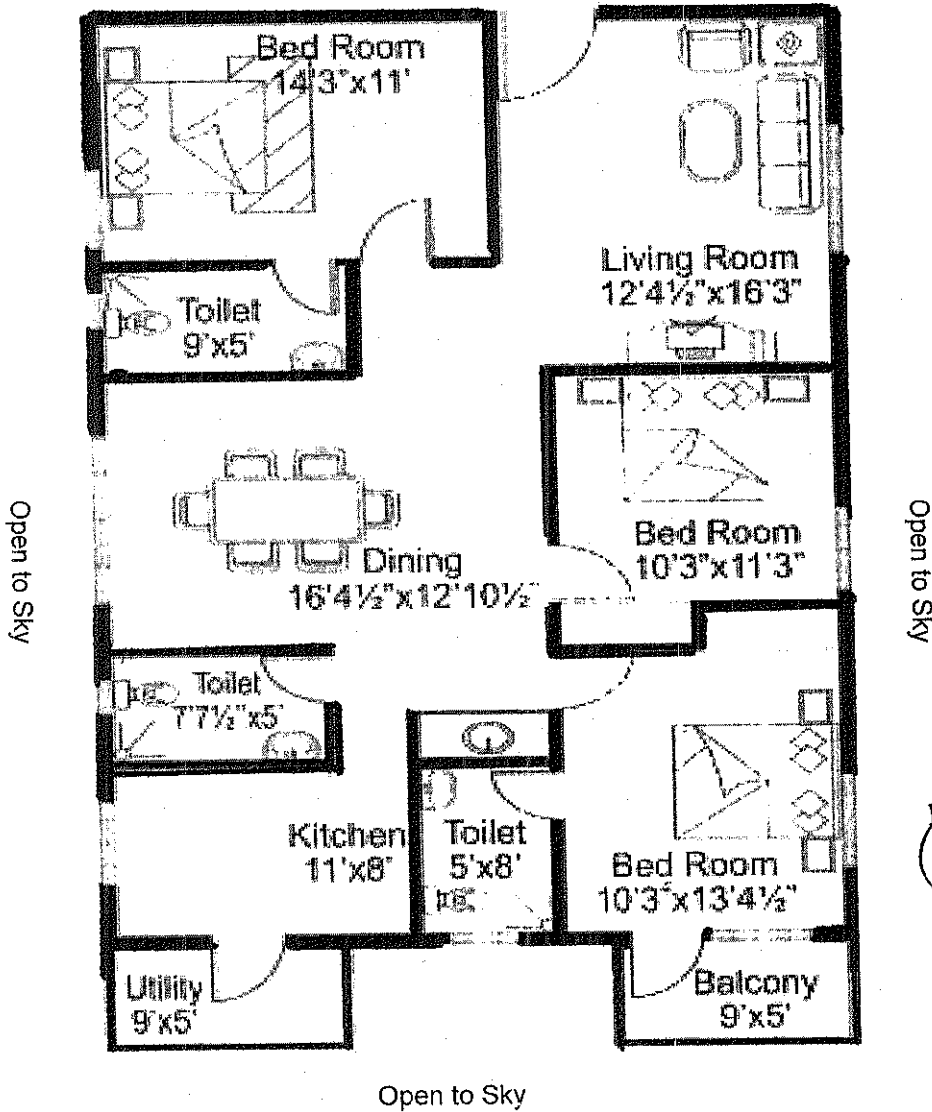 Bed Room
14'3"x11'
Living Room
12'4½"x16'3"
Toilet
9'x5'
Open to Sky
Bed Room
10'3"x11'3"
Open to Sky
Dining
16'4½"x12'10½"
Toilet
7'7½"x5'
Kitchen
11'x8'
Toilet
5'x8'
Bed Room
10'3"x13'4½"
Utility
9'x5'
Balcony
9'x5'
Open to Sky